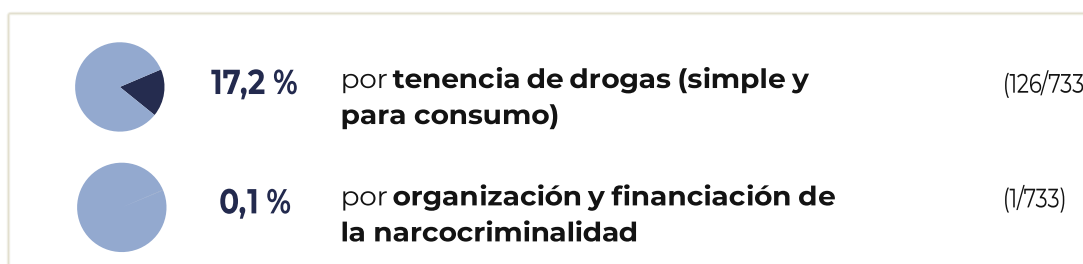 17,2 % por tenencia de drogas (simple y (126/733
para consumo)
0,1 % por organización y financiación de (1/733)
la narcocriminalidad